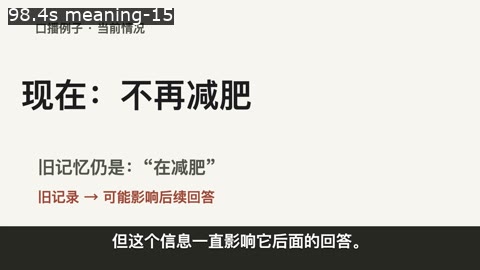 98.4s meaning-15
口播例子 · 当前情况
现在：不再减肥
旧记忆仍是：“在减肥”
旧记录 → 可能影响后续回答
但这个信息一直影响它后面的回答。